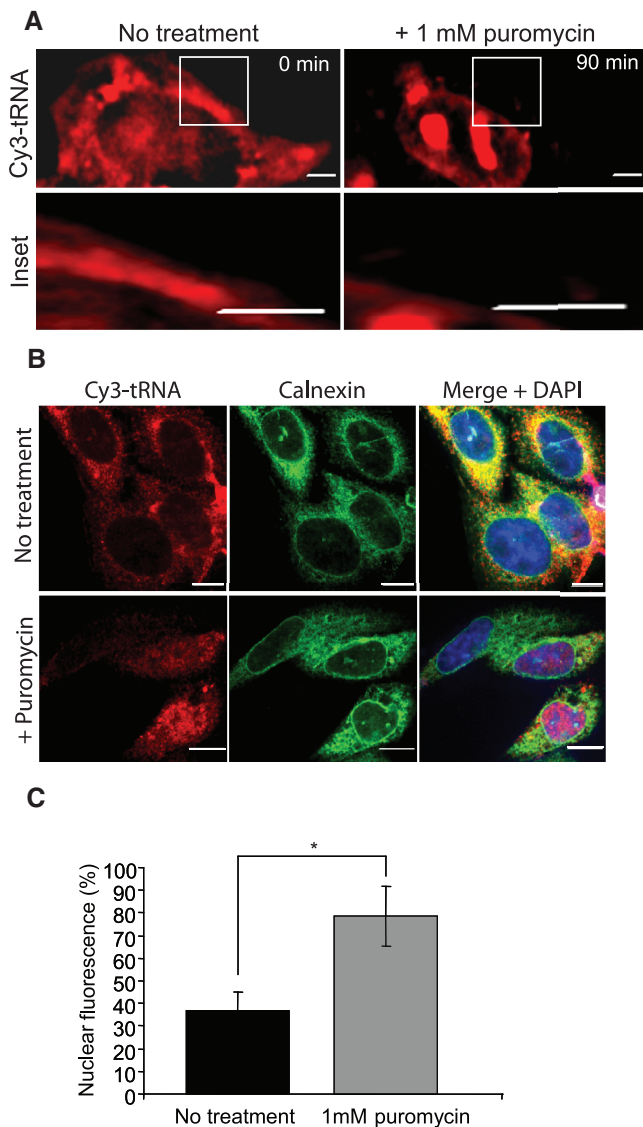 A
No treatment
+ 1 mM puromycin
Cy3-tRNA
0 min
90 min
Inset
B
Cy3-tRNA
Calnexin
Merge + DAPI
No treatment
+ Puromycin
C
*
Nuclear fluorescence (%)
100
90
80
70
60
50
40
30
20
10
0
No treatment
1mM puromycin